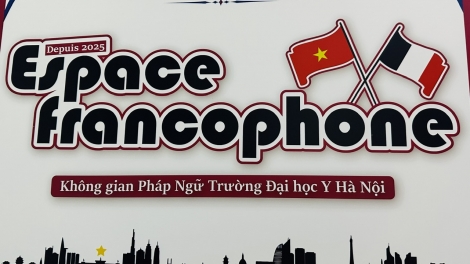 Depuis 2025
Espace
francophone
Không gian Pháp Ngữ Trường Đại học Y Hà Nội